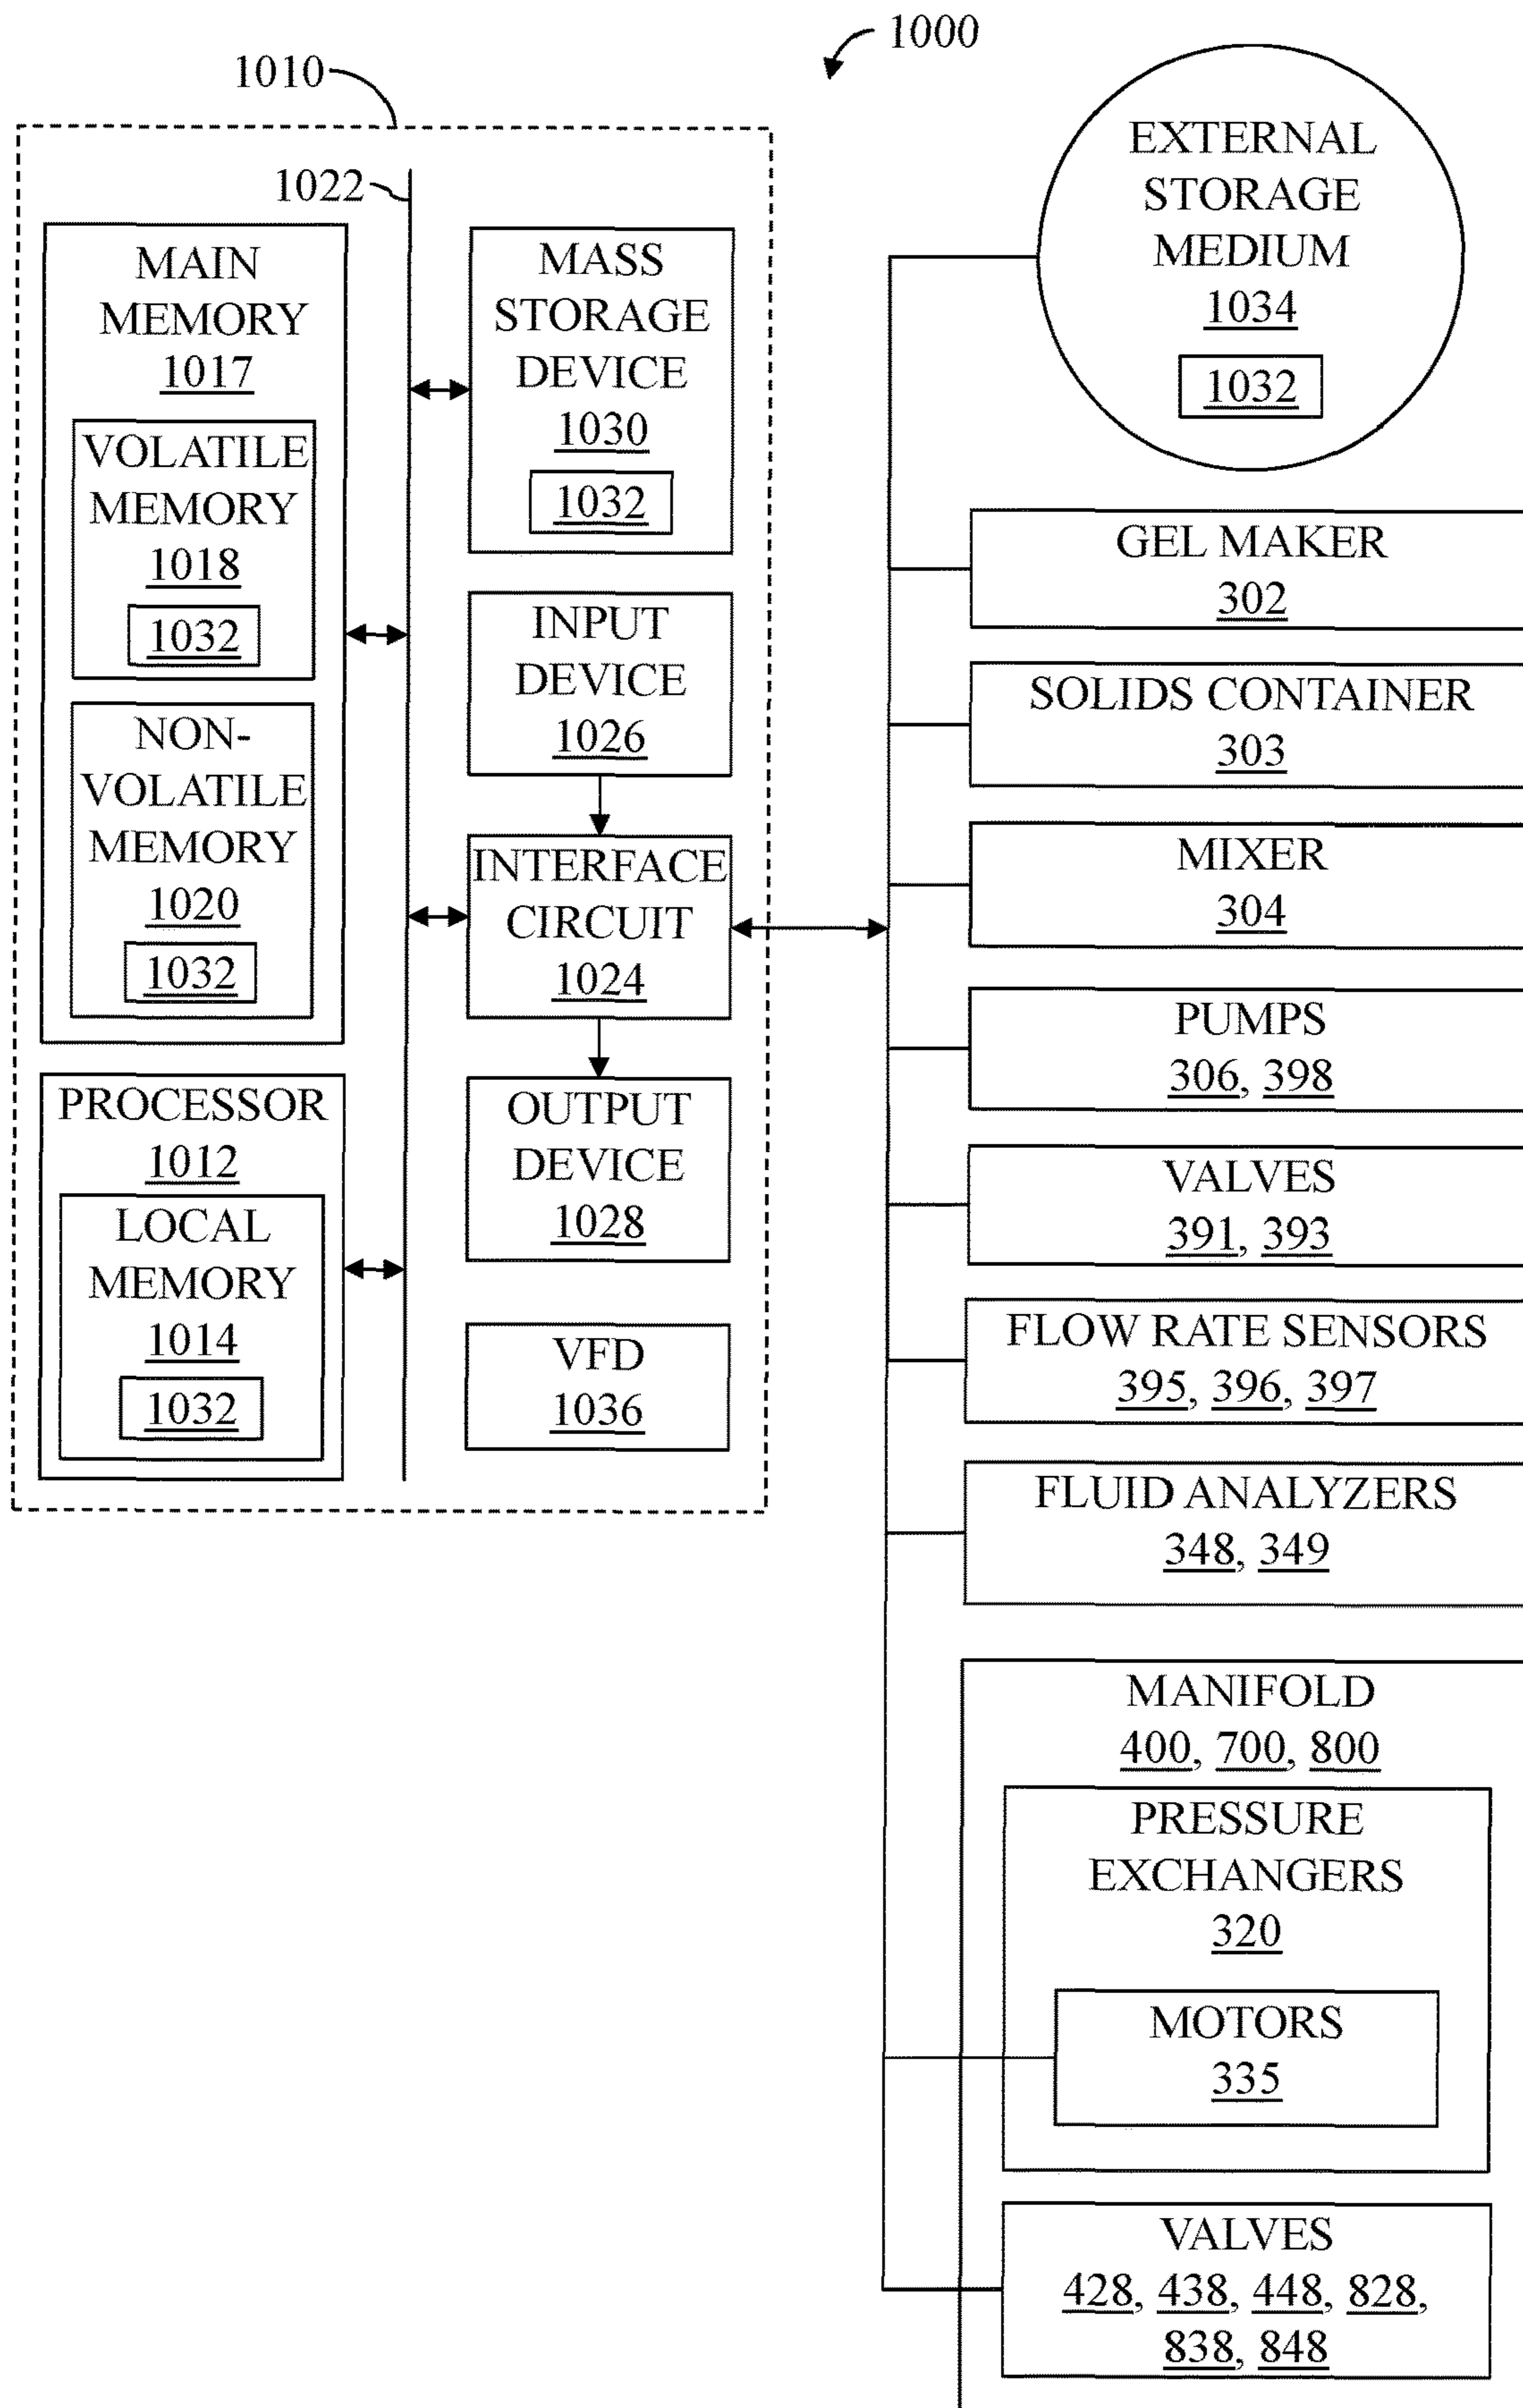 1000
1010
1022
MAIN
MEMORY
1017
VOLATILE
MEMORY
1018
1032
NON-
VOLATILE
MEMORY
1020
1032
PROCESSOR
1012
LOCAL
MEMORY
1014
1032
MASS
STORAGE
DEVICE
1030
1032
INPUT
DEVICE
1026
INTERFACE
CIRCUIT
1024
OUTPUT
DEVICE
1028
VFD
1036
EXTERNAL
STORAGE
MEDIUM
1034
1032
GEL MAKER
302
SOLIDS CONTAINER
303
MIXER
304
PUMPS
306, 398
VALVES
391, 393
FLOW RATE SENSORS
395, 396, 397
FLUID ANALYZERS
348, 349
MANIFOLD
400, 700, 800
PRESSURE
EXCHANGERS
320
MOTORS
335
VALVES
428, 438, 448, 828,
838, 848